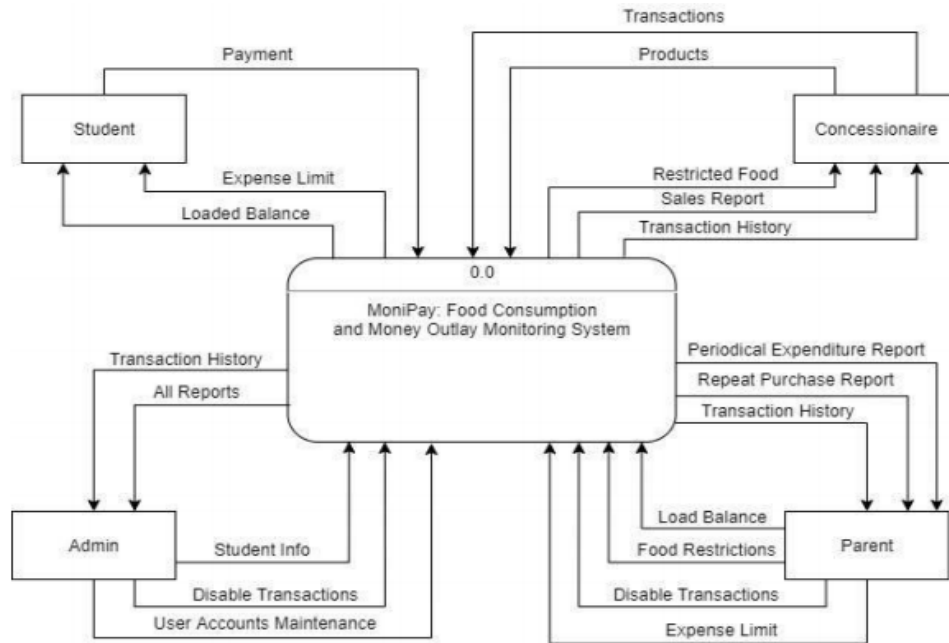 Transactions
Payment
Products
Student
Concessionaire
Expense Limit
Restricted Food
Sales Report
Loaded Balance
Transaction History
0.0
MoniPay: Food Consumption
and Money Outlay Monitoring System
Transaction History
Periodical Expenditure Report
All Reports
Repeat Purchase Report
Transaction History
Admin
Student Info
Load Balance
Parent
Food Restrictions
Disable Transactions
Disable Transactions
User Accounts Maintenance
Expense Limit